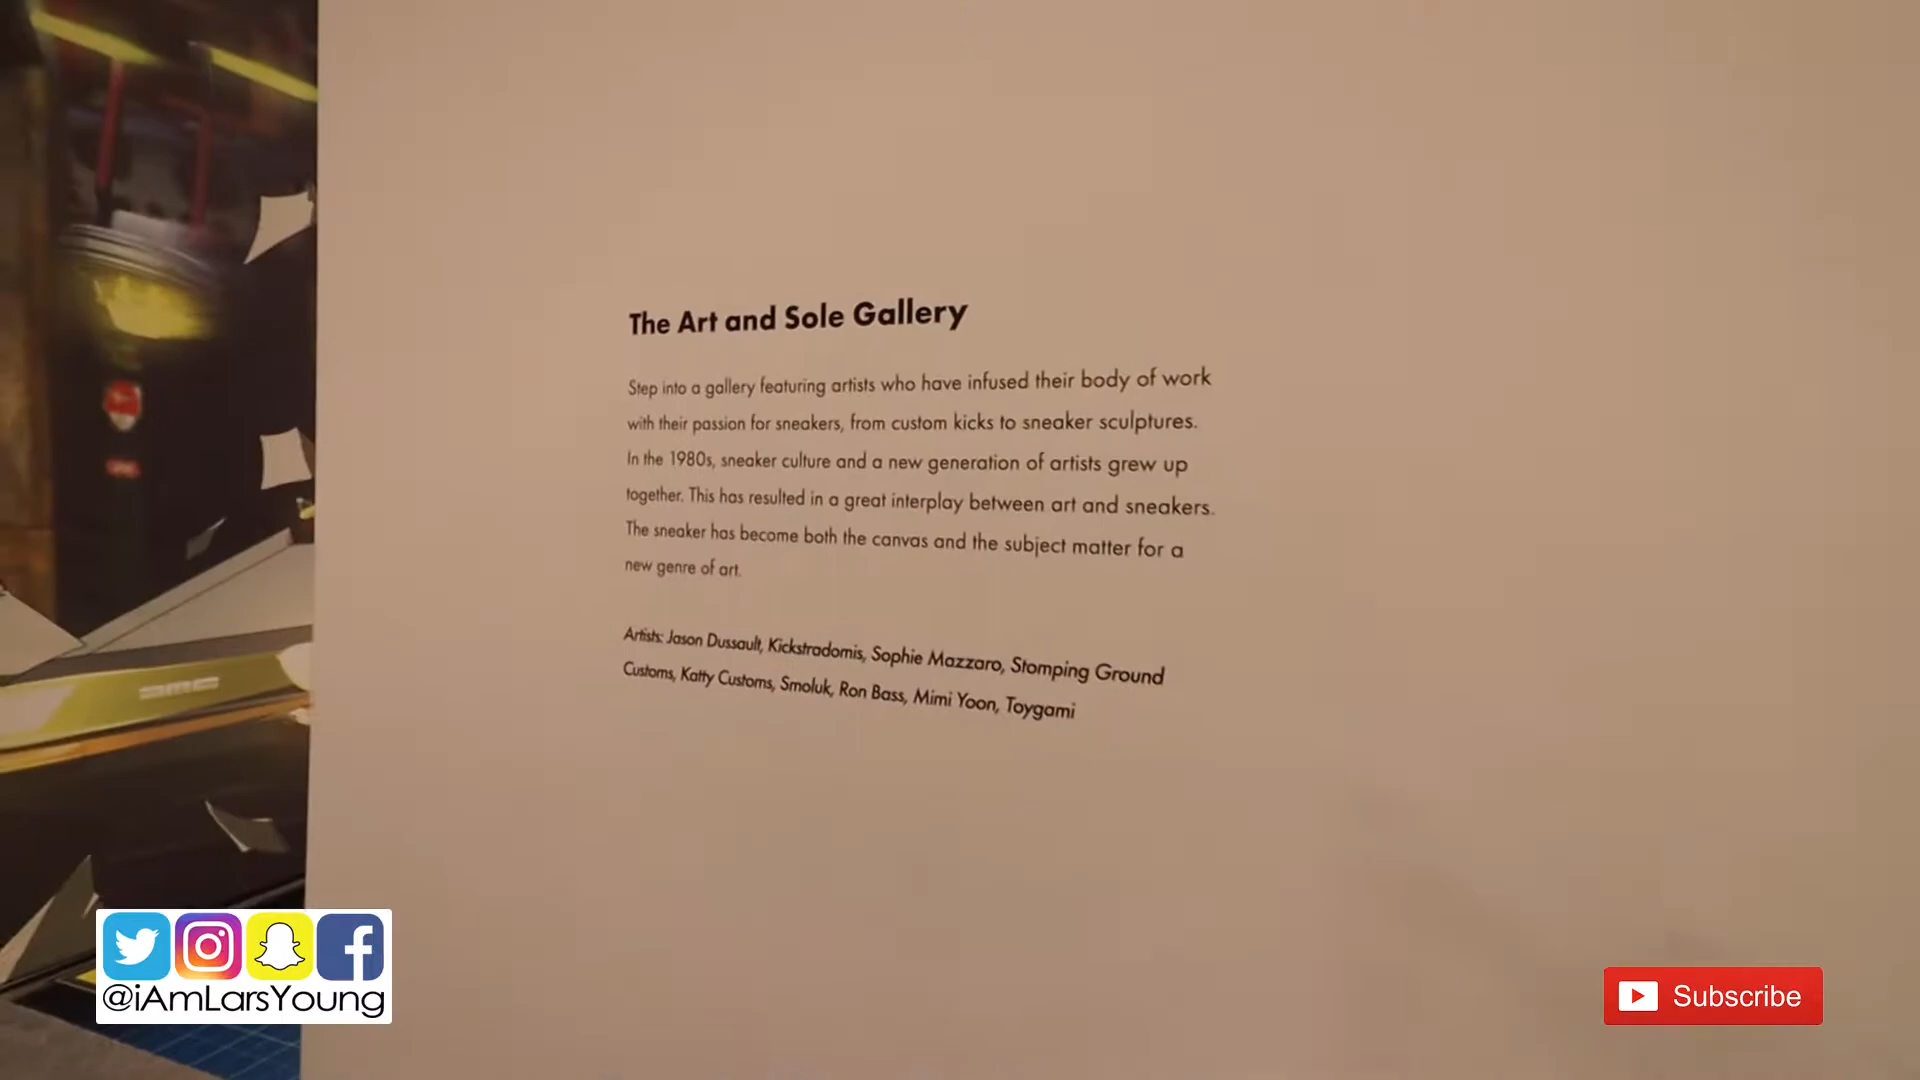 The Art and Sole Gallery
Step into a gallery featuring artists who have infused their body of work
with their passion for sneakers, from custom kicks to sneaker sculptures.
In the 1980s, sneaker culture and a new generation of artists grew up
together. This has resulted in a great interplay between art and sneakers.
The sneaker has become both the canvas and the subject matter for a
new genre of art.
Artists: Jason Dussault, Kickstradomis, Sophie Mazzaro, Stomping Ground
Customs, Katty Customs, Smoluk, Ron Bass, Mimi Yoon, Toygami
@iAmLarsYoung
Subscribe